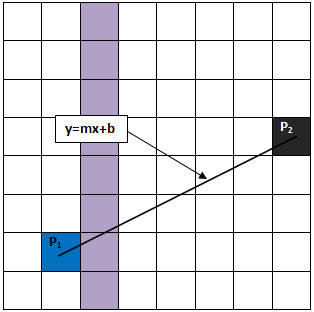 P₂
y=mx+b
P₁